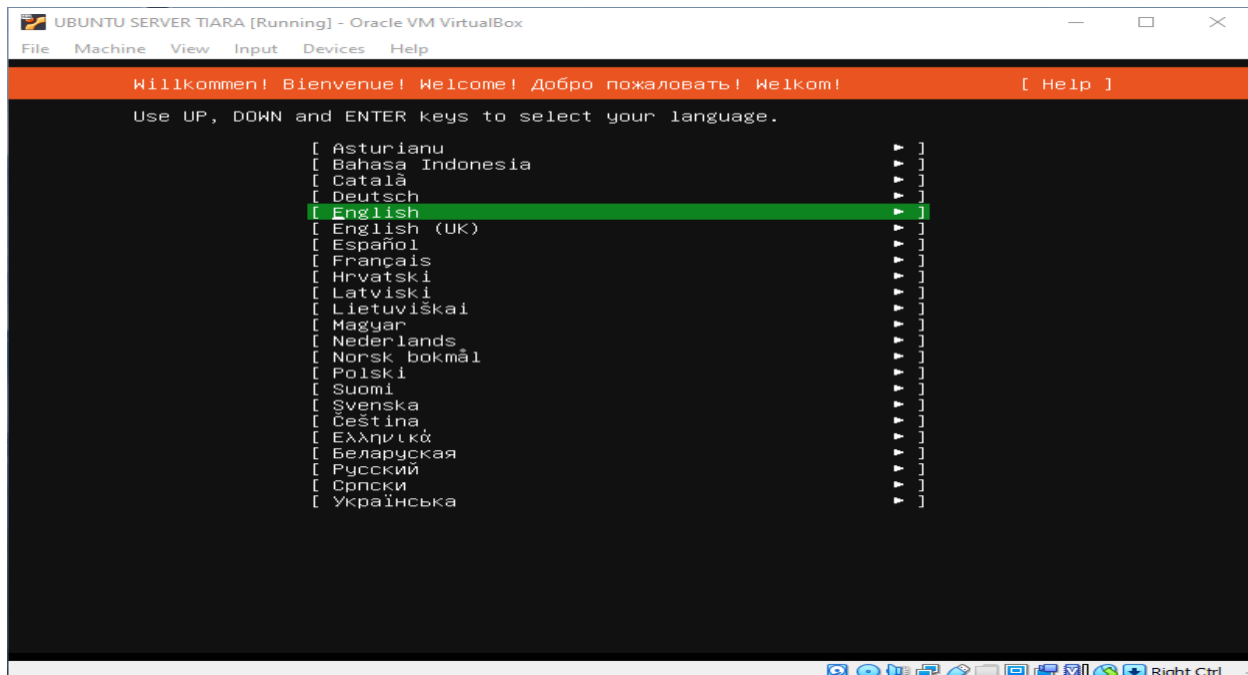 UBUNTU SERVER TIARA [Running] - Oracle VM VirtualBox
File Machine View Input Devices Help
Willkommen! Bienvenue! Welcome! Добро пожаловать! Welkom! [ Help ]
Use UP, DOWN and ENTER keys to select your language.
[ Asturianu ► ]
[ Bahasa Indonesia ► ]
[ Català ► ]
[ Deutsch ► ]
[ English ► ]
[ English (UK) ► ]
[ Español ► ]
[ Français ► ]
[ Hrvatski ► ]
[ Latviski ► ]
[ Lietuviškai ► ]
[ Magyar ► ]
[ Nederlands ► ]
[ Norsk bokmål ► ]
[ Polski ► ]
[ Suomi ► ]
[ Svenska ► ]
[ Čeština ► ]
[ Ελληνικά ► ]
[ Беларуская ► ]
[ Русский ► ]
[ Српски ► ]
[ Українська ► ]
Right Ctrl